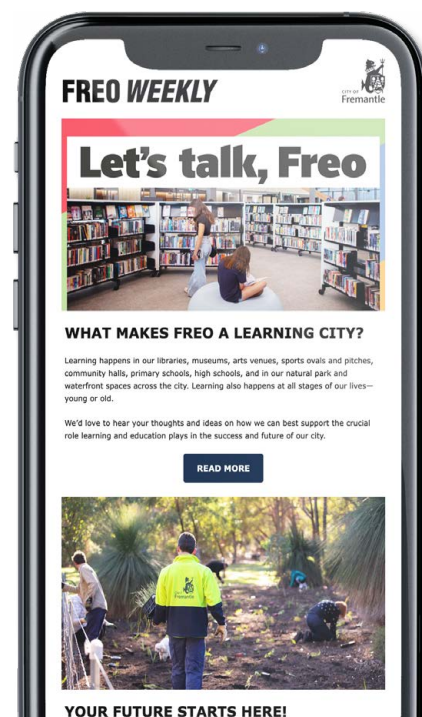 FREO WEEKLY
CITY OF
Fremantle
Let's talk, Freo
WHAT MAKES FREO A LEARNING CITY?
Learning happens in our libraries, museums, arts venues, sports ovals and pitches,
community halls, primary schools, high schools, and in our natural park and
waterfront spaces across the city. Learning also happens at all stages of our lives—
young or old.
We'd love to hear your thoughts and ideas on how we can best support the crucial
role learning and education plays in the success and future of our city.
READ MORE
Fremantle
YOUR FUTURE STARTS HERE!